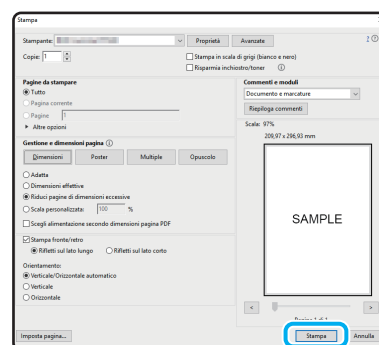 Stampa
Stampante: Proprietà Avanzate ?
Copie: 1 Stampa in scala di grigi (bianco e nero)
Risparmia inchiostro/toner
Pagine da stampare
Tutto
Pagina corrente
Pagine 1
Altre opzioni
Gestione e dimensioni pagina
Dimensioni Poster Multiple Opuscolo
Adatta
Dimensioni effettive
Riduci pagine di dimensioni eccessive
Scala personalizzata: 100 %
Scegli alimentazione secondo dimensioni pagina PDF
Stampa fronte/retro
Rifletti sul lato lungo Rifletti sul lato corto
Orientamento:
Verticale/Orizzontale automatico
Verticale
Orizzontale
Commenti e moduli
Documento e marcature
Riepiloga commenti
Scala: 97%
209,97 x 296,93 mm
SAMPLE
< >
Pagina 1 di 1
Imposta pagina... Stampa Annulla